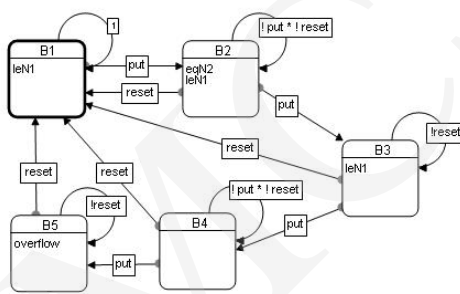 1
B1
leN1
put
reset
B2
eqN2
leN1
! put * ! reset
put
reset
B3
leN1
!reset
reset
reset
!reset
! put * ! reset
B5
overflow
put
B4
put